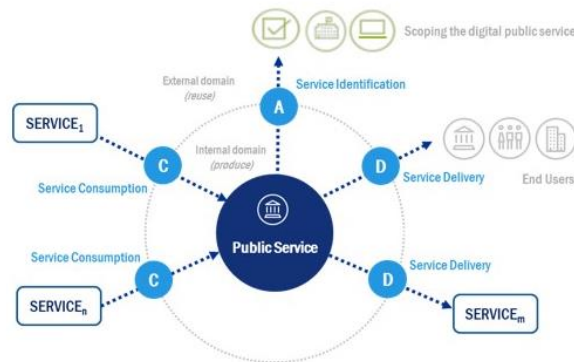 Scoping the digital public service
External domain
(reuse)
A
Service Identification
SERVICE1
Internal domain
(produce)
C
D
Service Consumption
Service Delivery
End Users
Public Service
Service Consumption
Service Delivery
C
D
SERVICEn
SERVICEm